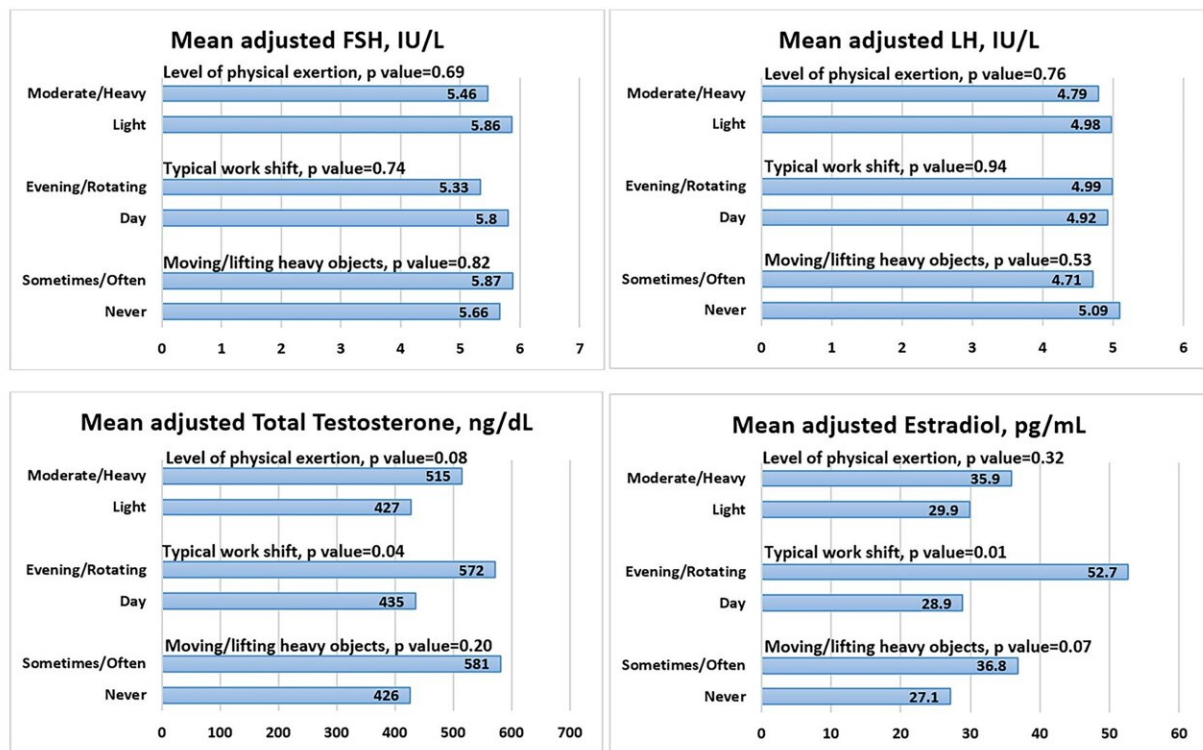 Mean adjusted FSH, IU/L
Level of physical exertion, p value=0.69
Moderate/Heavy 5.46
Light 5.86
Typical work shift, p value=0.74
Evening/Rotating 5.33
Day 5.8
Moving/lifting heavy objects, p value=0.82
Sometimes/Often 5.87
Never 5.66
0 1 2 3 4 5 6 7
Mean adjusted LH, IU/L
Level of physical exertion, p value=0.76
Moderate/Heavy 4.79
Light 4.98
Typical work shift, p value=0.94
Evening/Rotating 4.99
Day 4.92
Moving/lifting heavy objects, p value=0.53
Sometimes/Often 4.71
Never 5.09
0 1 2 3 4 5 6
Mean adjusted Total Testosterone, ng/dL
Level of physical exertion, p value=0.08
Moderate/Heavy 515
Light 427
Typical work shift, p value=0.04
Evening/Rotating 572
Day 435
Moving/lifting heavy objects, p value=0.20
Sometimes/Often 581
Never 426
0 100 200 300 400 500 600 700
Mean adjusted Estradiol, pg/mL
Level of physical exertion, p value=0.32
Moderate/Heavy 35.9
Light 29.9
Typical work shift, p value=0.01
Evening/Rotating 52.7
Day 28.9
Moving/lifting heavy objects, p value=0.07
Sometimes/Often 36.8
Never 27.1
0 10 20 30 40 50 60